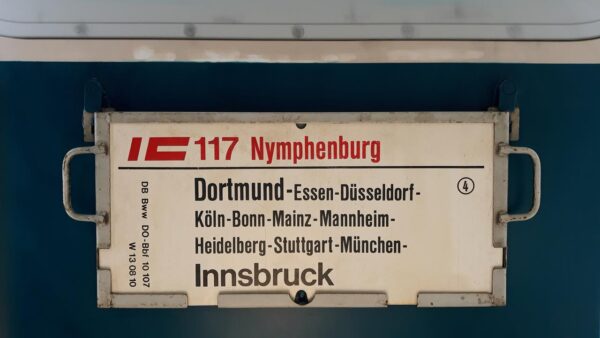 IC 117 Nymphenburg
Dortmund-Essen-Düsseldorf-
Köln-Bonn-Mainz-Mannheim-
Heidelberg-Stuttgart-München-
Innsbruck
4
DB Bww DO-Bbf 10 107
W 13 08 10